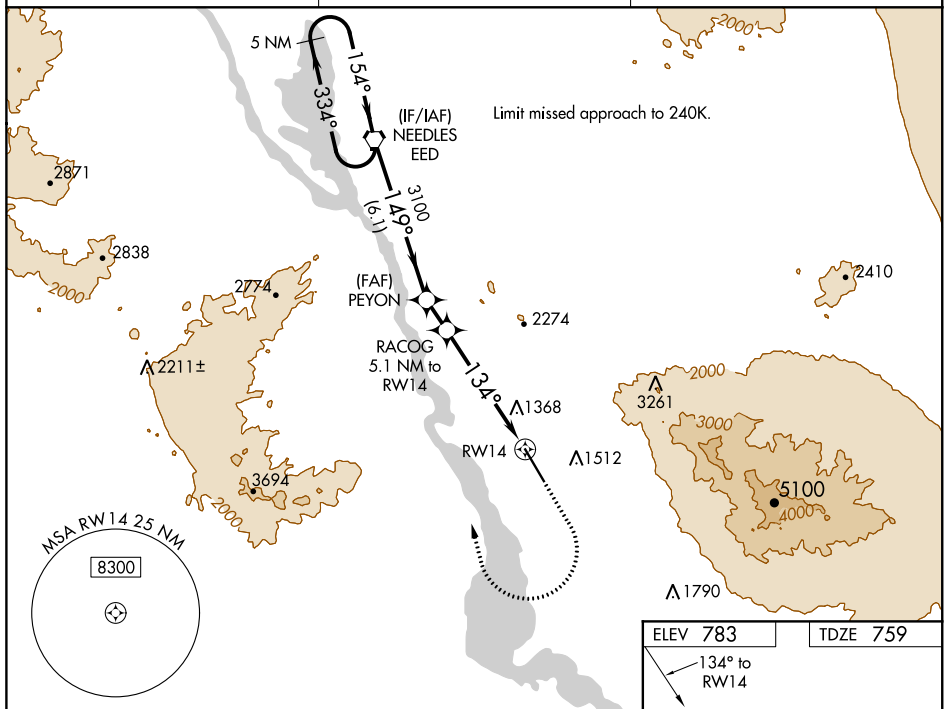 2000
5 NM
154°
334°
(IF/IAF)
NEEDLES
EED
Limit missed approach to 240K.
2871
3100
149°
(6.1)
2838
2000
2774
2410
(FAF)
PEYON
2274
RACOG
5.1 NM to
RW14
2211±
134°
2000
3261
1368
3000
RW14
1512
3694
2000
5100
4000
MSA RW14 25 NM
8300
1790
ELEV 783
TDZE 759
134° to
RW14